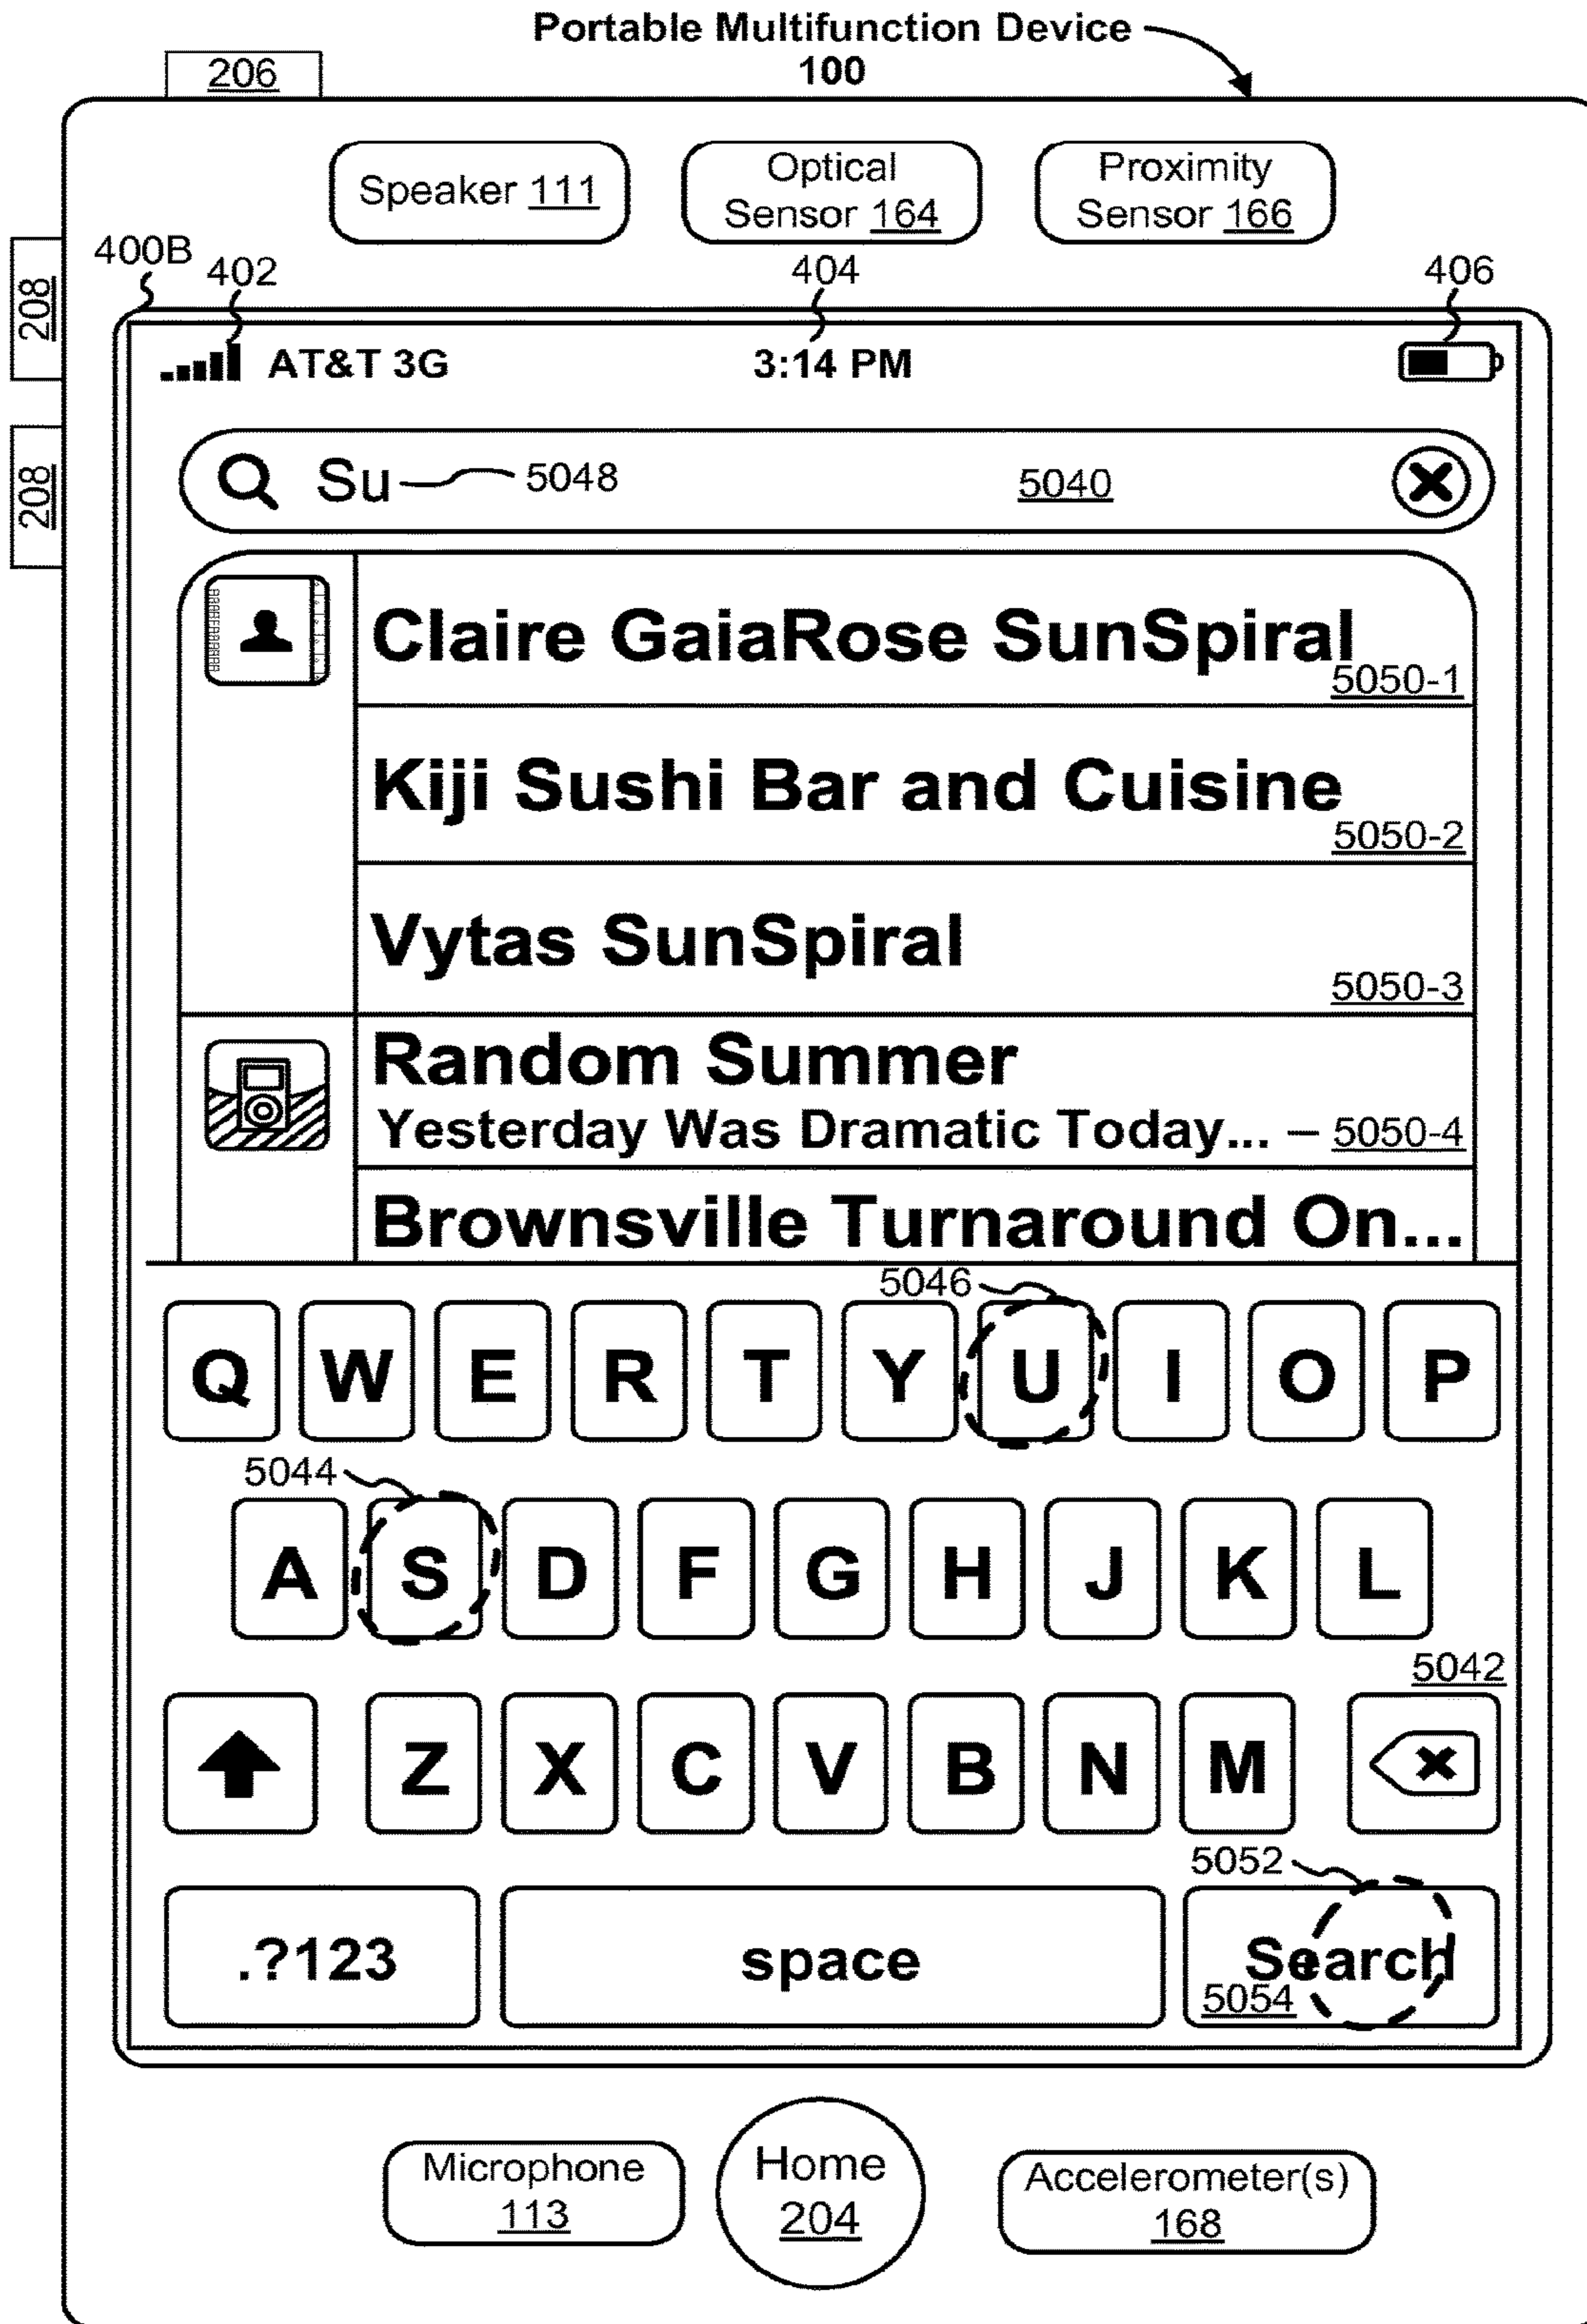 Portable Multifunction Device
100
206
Speaker 111
Optical
Sensor 164
Proximity
Sensor 166
208
208
400B
402
404
406
AT&T 3G
3:14 PM
Su
5048
5040
Claire GaiaRose SunSpiral
5050-1
Kiji Sushi Bar and Cuisine
5050-2
Vytas SunSpiral
5050-3
Random Summer
Yesterday Was Dramatic Today... – 5050-4
Brownsville Turnaround On...
5046
Q W E R T Y U I O P
5044
A S D F G H J K L
5042
Z X C V B N M
5052
.?123 space Search
5054
Microphone
113
Home
204
Accelerometer(s)
168